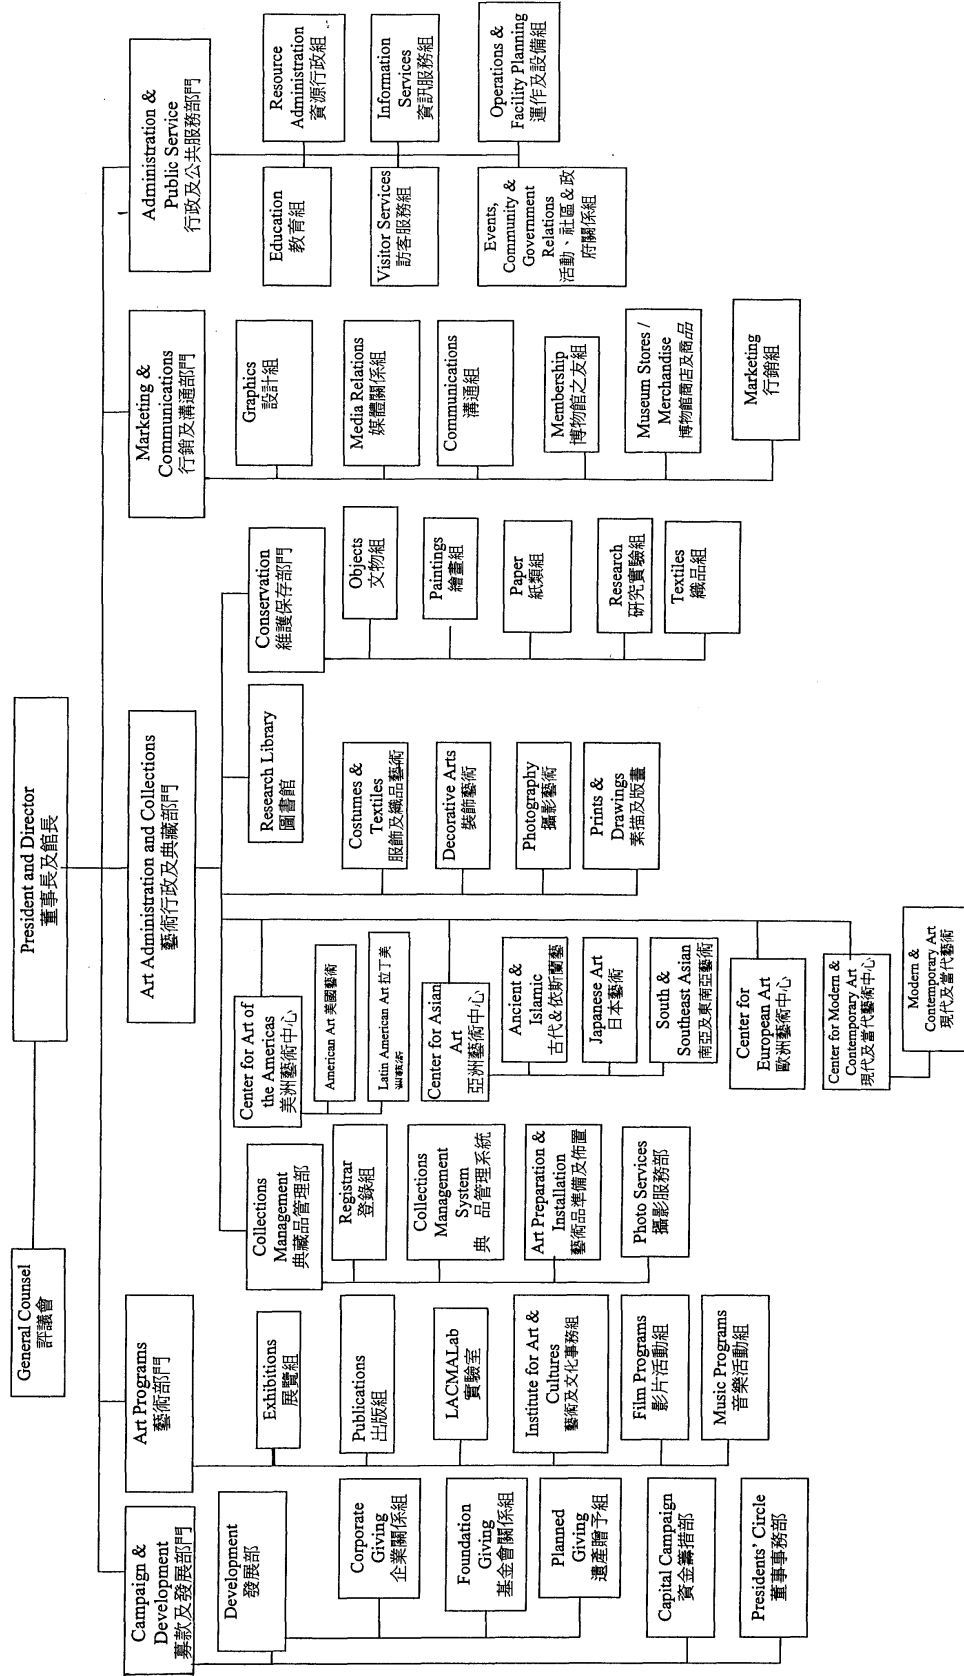 President and Director
董事長及館長
General Counsel
評議會
Campaign &
Development
募款及發展部門
Development
發展部
Corporate
Giving
企業關係組
Foundation
Giving
基金會關係組
Planned
Giving
遺產贈予組
Capital Campaign
資金籌措部
Presidents' Circle
董事事務部
Art Programs
藝術部門
Exhibitions
展覽組
Publications
出版組
LACMALab
實驗室
Institute for Art &
Cultures
藝術及文化事務組
Film Programs
影片活動組
Music Programs
音樂活動組
Art Administration and Collections
藝術行政及典藏部門
Collections
Management
典藏品管理部
Registrar
登錄組
Collections
Management
System
典 品管理系統
Art Preparation &
Installation
藝術品準備及佈置
Photo Services
攝影服務部
Center for Art of
the Americas
美洲藝術中心
American Art 美國藝術
Latin American Art 拉丁美
洲藝術
Center for Asian
Art
亞洲藝術中心
Ancient &
Islamic
古代&依斯蘭藝
Japanese Art
日本藝術
South &
Southeast Asian
南亞及東南亞藝術
Center for
European Art
歐洲藝術中心
Center for Modern &
Contemporary Art
現代及當代藝術中心
Modern &
Contemporary Art
現代及當代藝術
Costumes &
Textiles
服飾及織品藝術
Decorative Arts
裝飾藝術
Photography
攝影藝術
Prints &
Drawings
素描及版畫
Research Library
圖書館
Conservation
維護保存部門
Objects
文物組
Paintings
繪畫組
Paper
紙類組
Research
研究實驗組
Textiles
織品組
Marketing &
Communications
行銷及溝通部門
Graphics
設計組
Media Relations
媒體關係組
Communications
溝通組
Membership
博物館之友組
Museum Stores /
Merchandise
博物館商店及商品
Marketing
行銷組
Administration &
Public Service
行政及公共服務部門
Education
教育組
Resource
Administration
資源行政組
Visitor Services
訪客服務組
Information
Services
資訊服務組
Events,
Community &
Government
Relations
活動、社區&政
府關係組
Operations &
Facility Planning
運作及設備組